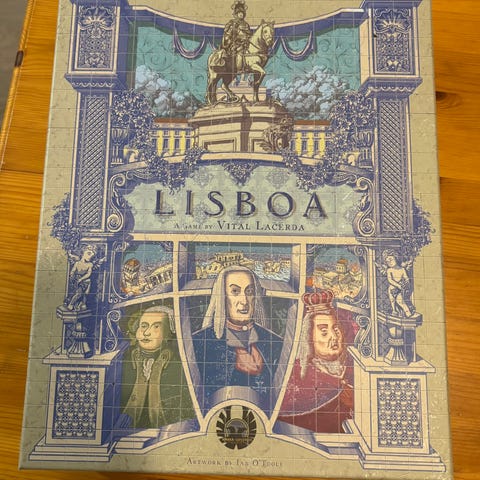 LISBOA
A GAME BY VITAL LACERDA
ARTWORK BY IAN O'TOOLE